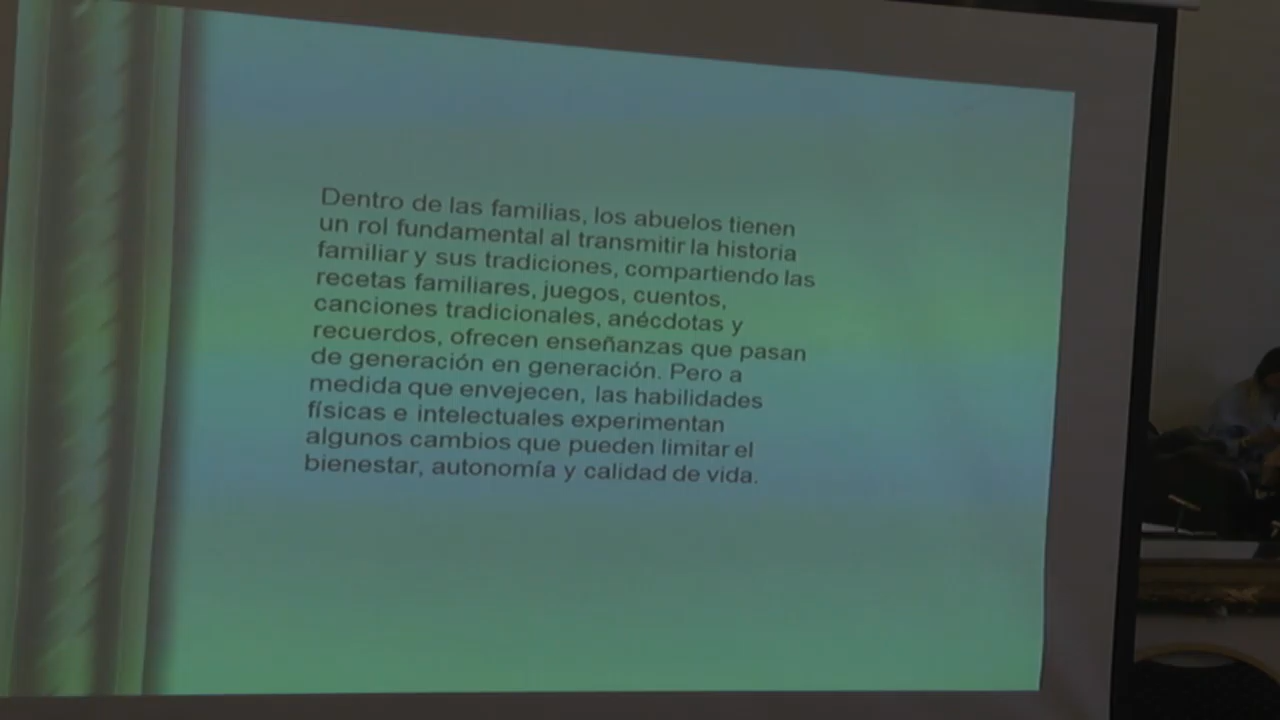 Dentro de las familias, los abuelos tienen
un rol fundamental al transmitir la historia
familiar y sus tradiciones, compartiendo las
recetas familiares, juegos, cuentos,
canciones tradicionales, anécdotas y
recuerdos, ofrecen enseñanzas que pasan
de generación en generación. Pero a
medida que envejecen, las habilidades
físicas e intelectuales experimentan
algunos cambios que pueden limitar el
bienestar, autonomía y calidad de vida.